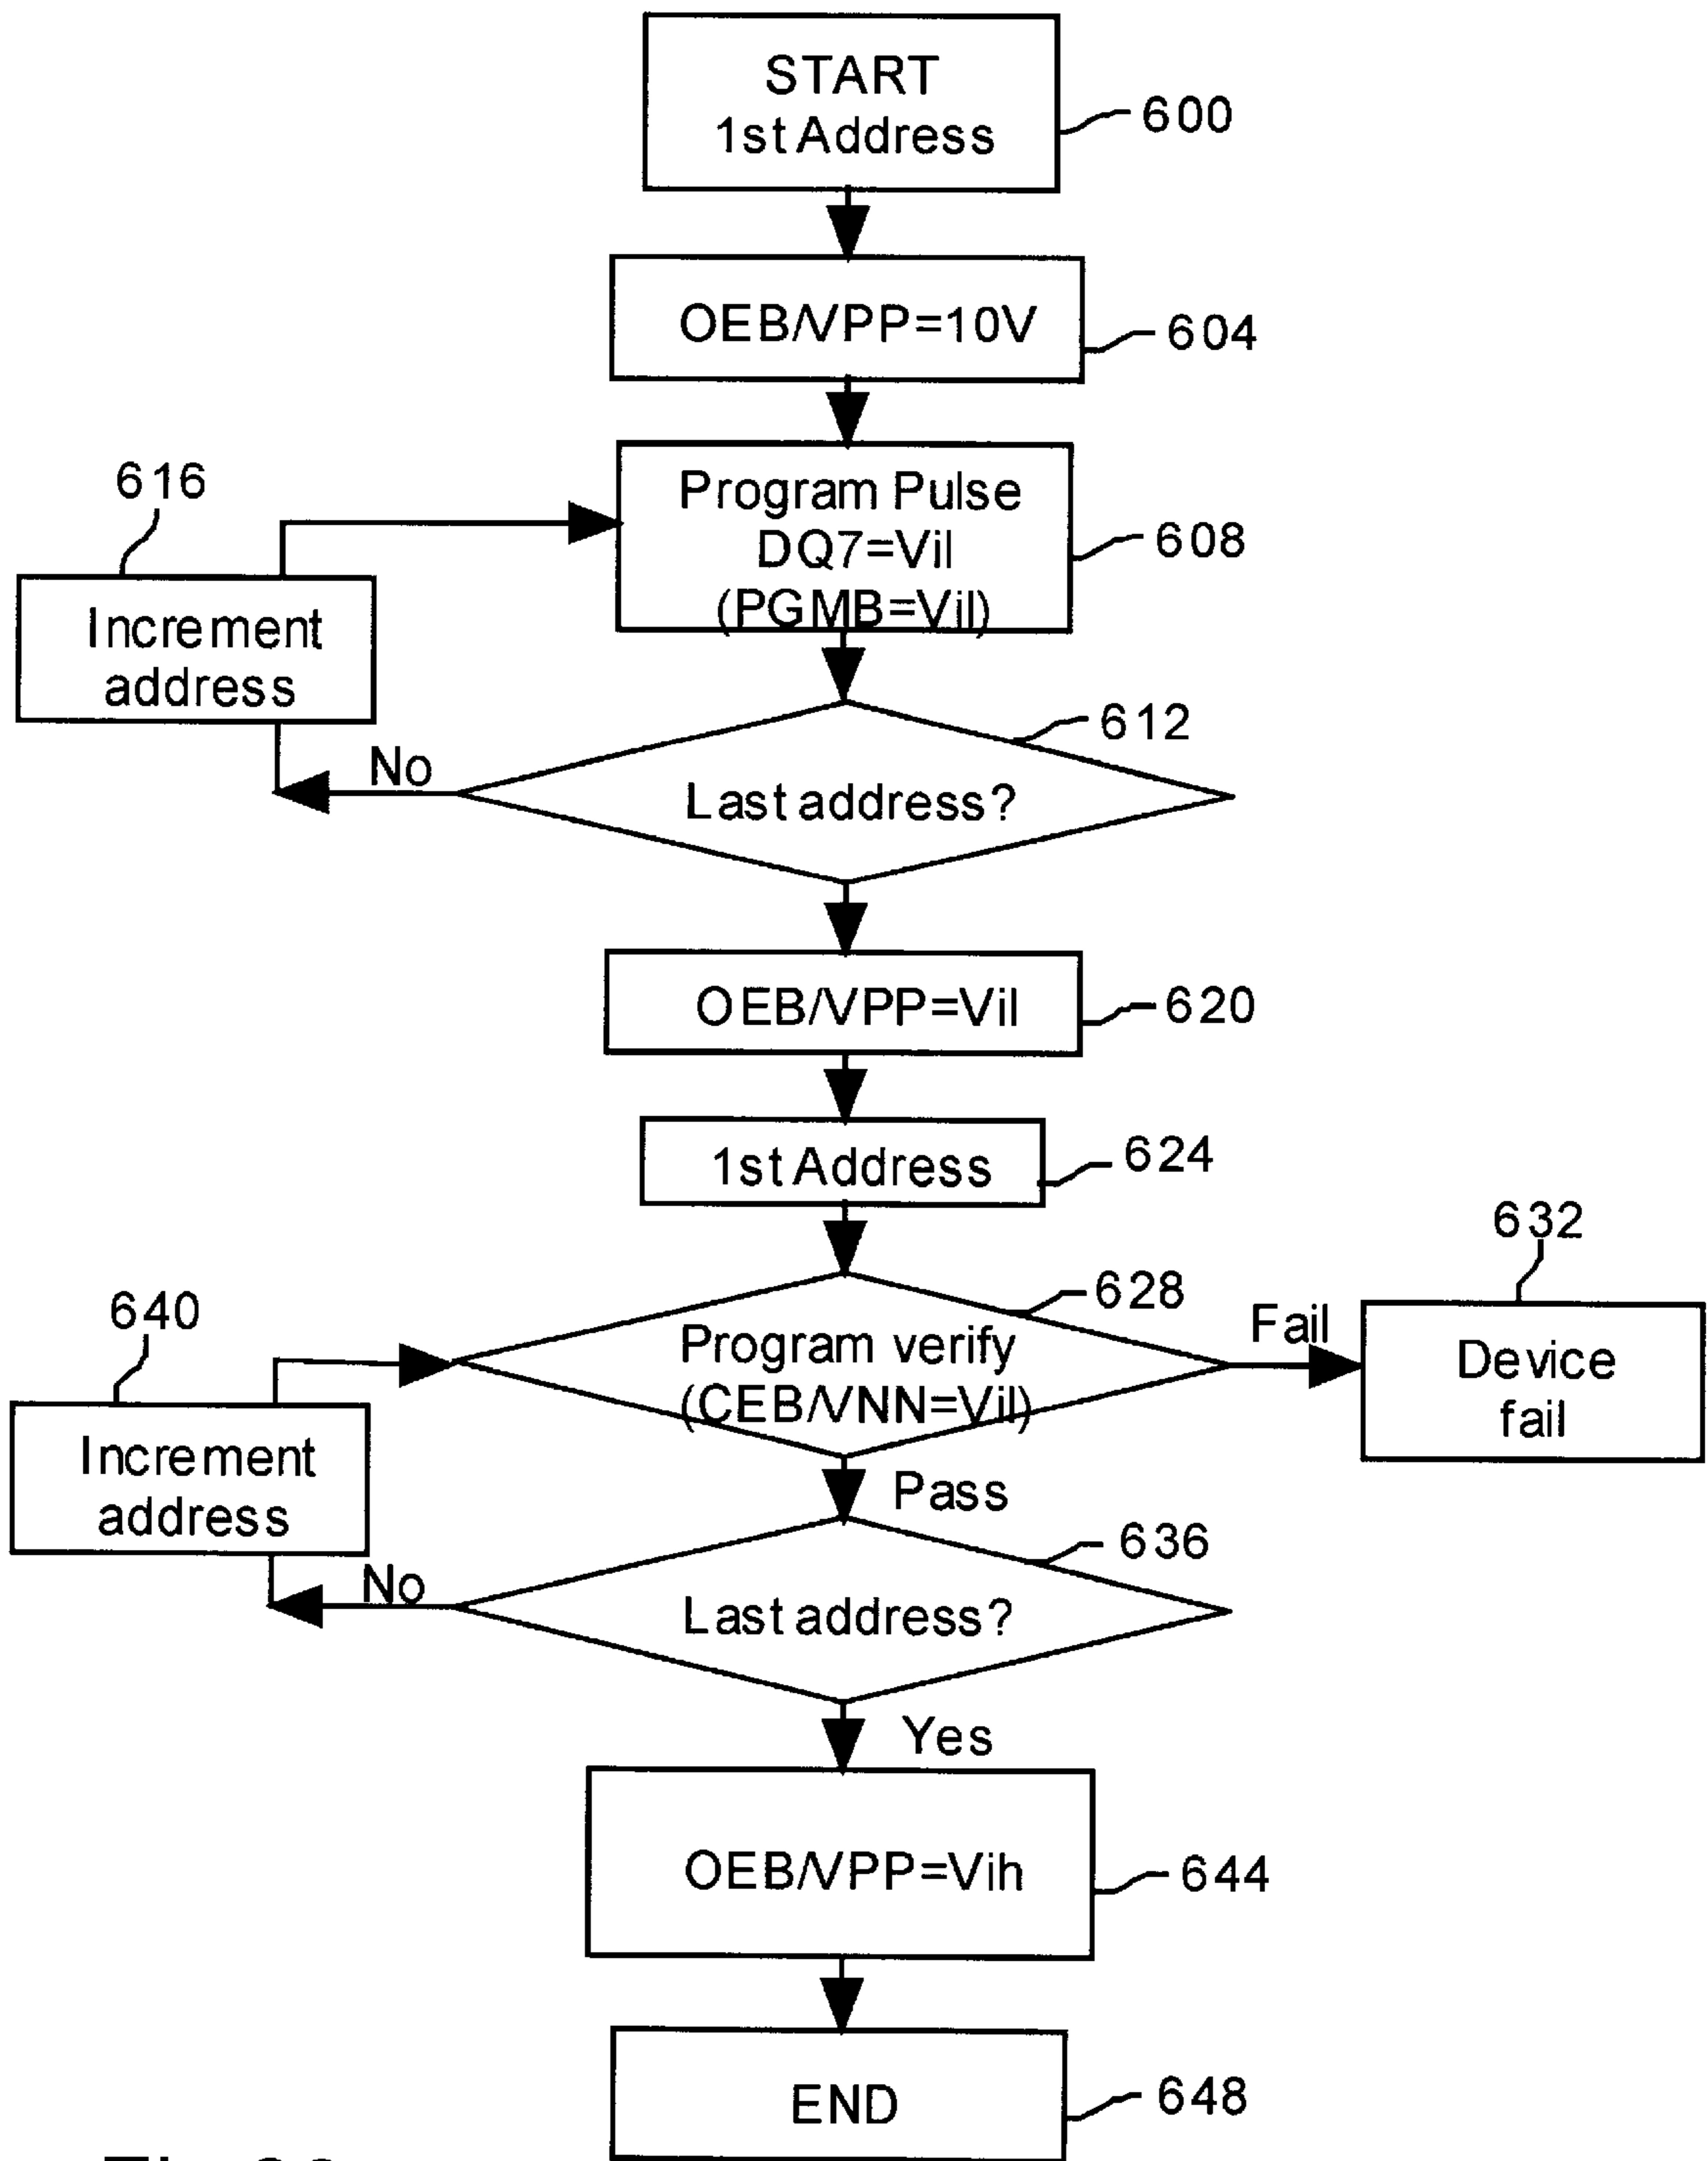 START
1st Address
600
OEB/VPP=10V
604
616
Program Pulse
DQ7=Vil
(PGMB=Vil)
608
Increment
address
612
No
Last address?
OEB/VPP=Vil
620
1st Address
624
632
628
640
Program verify
(CEB/VNN=Vil)
Fail
Device
fail
Increment
address
Pass
636
No
Last address?
Yes
OEB/VPP=Vih
644
END
648